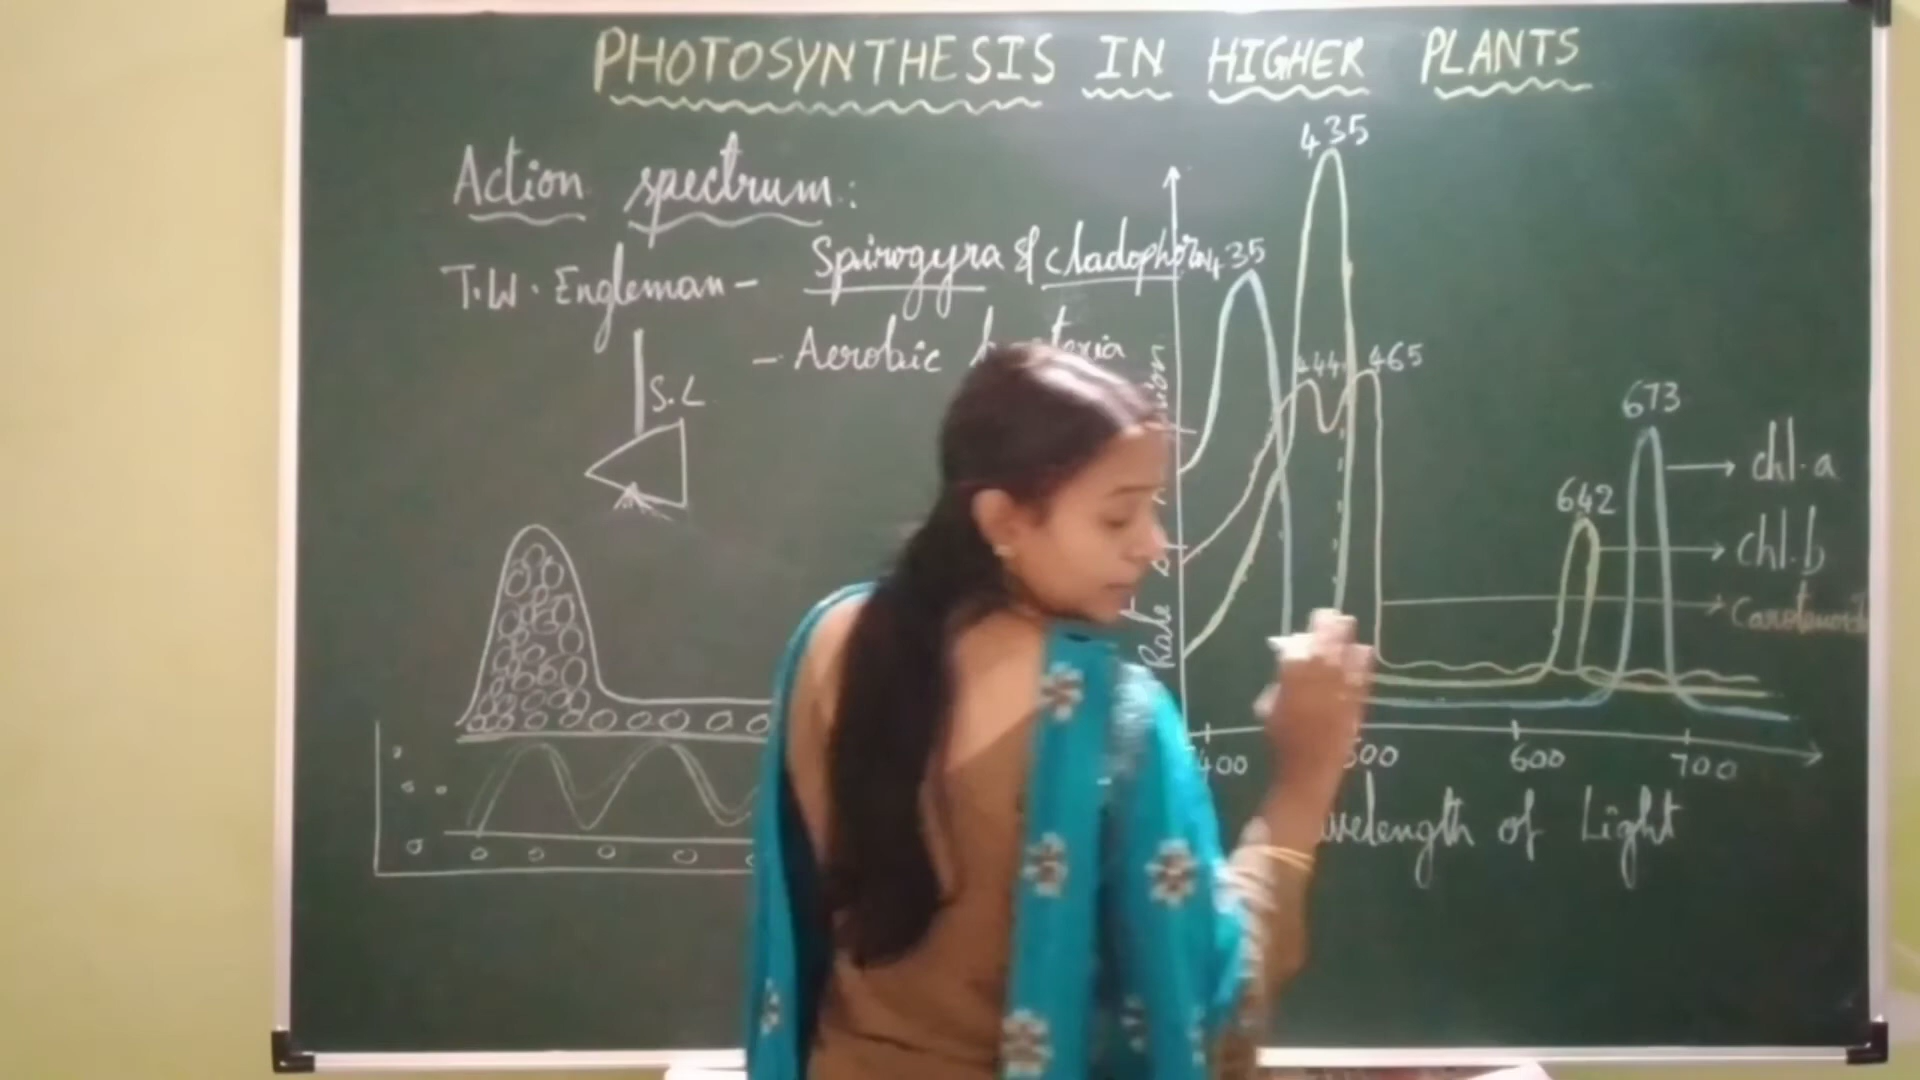 PHOTOSYNTHESIS IN HIGHER PLANTS
Action spectrum:
T.W. Engleman - Spirogyra & cladophora
- Aerobic
S.L
435
435
444
465
642
673
chl.a
chl.b
Rate
400
500
600
700
of Light